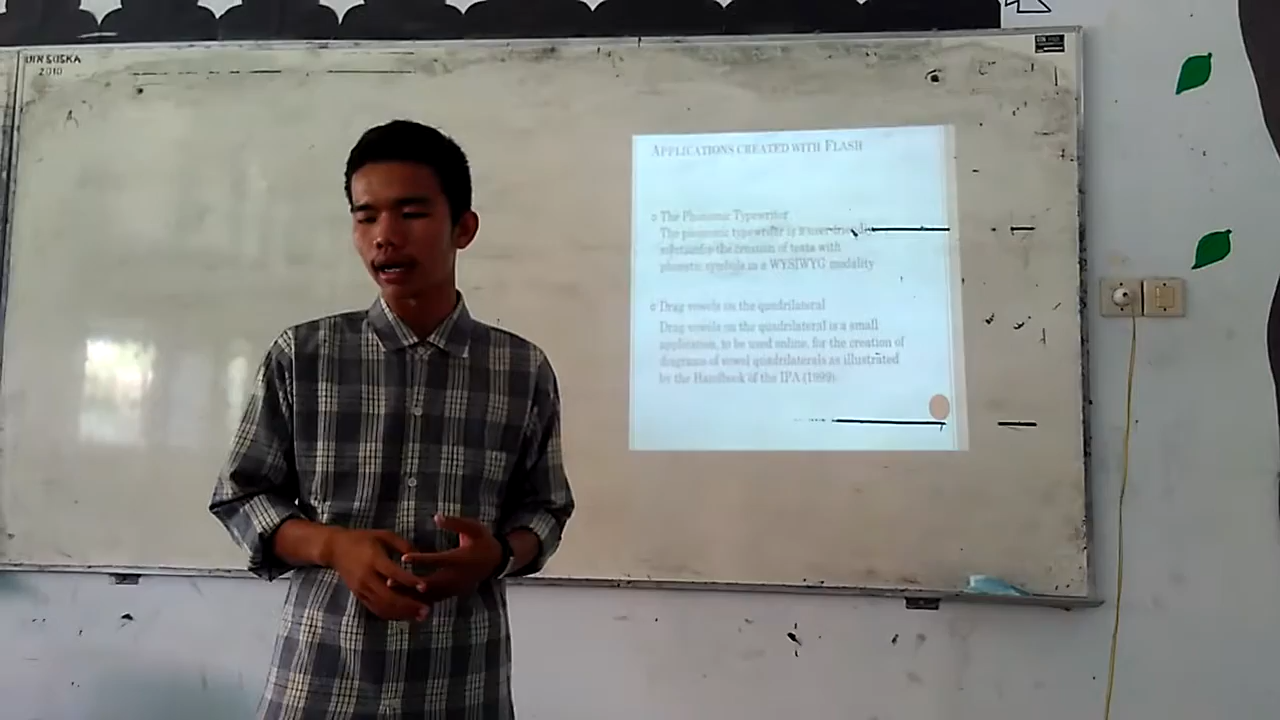 UIN SUSKA
2010
APPLICATIONS CREATED WITH FLASH
The Phonemic Typewriter
The phonemic typewriter is a user-friendly
for the creation of texts with
phonetic symbols in a WYSIWYG modality
Drag vowels on the quadrilateral
Drag vowels on the quadrilateral is a small
application, to be used online, for the creation of
diagrams of vowel quadrilaterals as illustrated
by the Handbook of the IPA (1999)